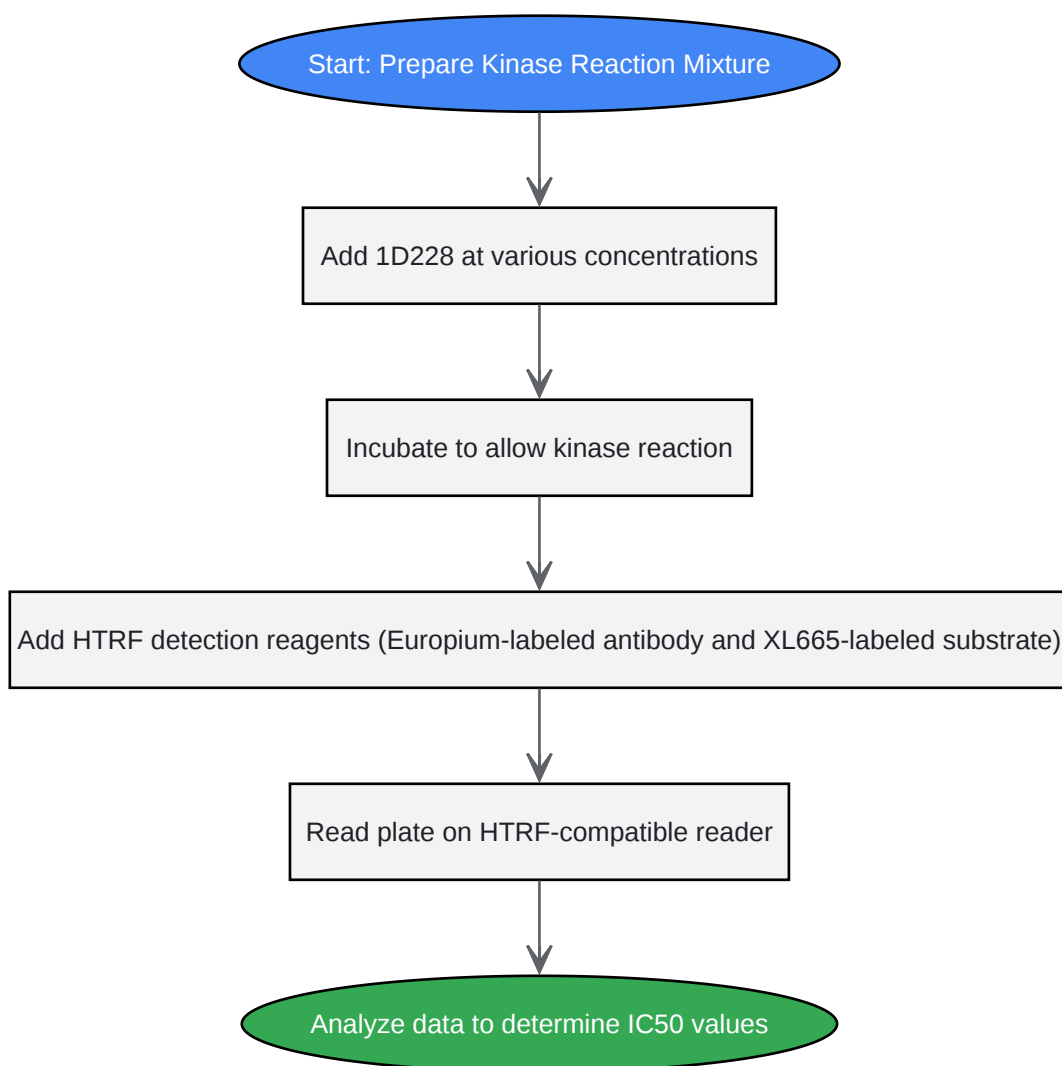 Start: Prepare Kinase Reaction Mixture
Add 1D228 at various concentrations
Incubate to allow kinase reaction
Add HTRF detection reagents (Europium-labeled antibody and XL665-labeled substrate)
Read plate on HTRF-compatible reader
Analyze data to determine IC50 values